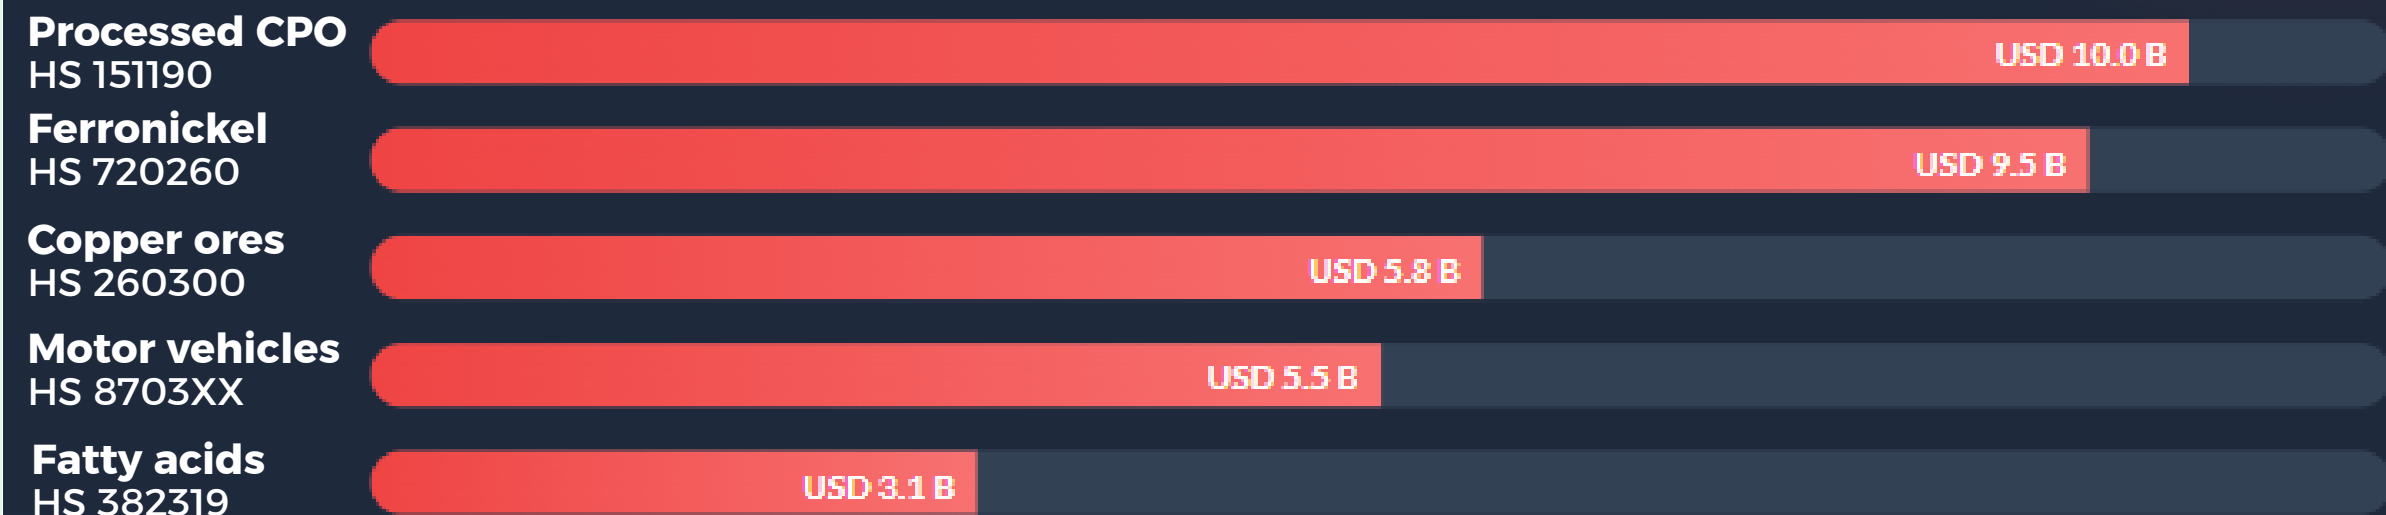 Processed CPO
HS 151190
USD 10.0 B
Ferronickel
HS 720260
USD 9.5 B
Copper ores
HS 260300
USD 5.8 B
Motor vehicles
HS 8703XX
USD 5.5 B
Fatty acids
HS 382319
USD 3.1 B